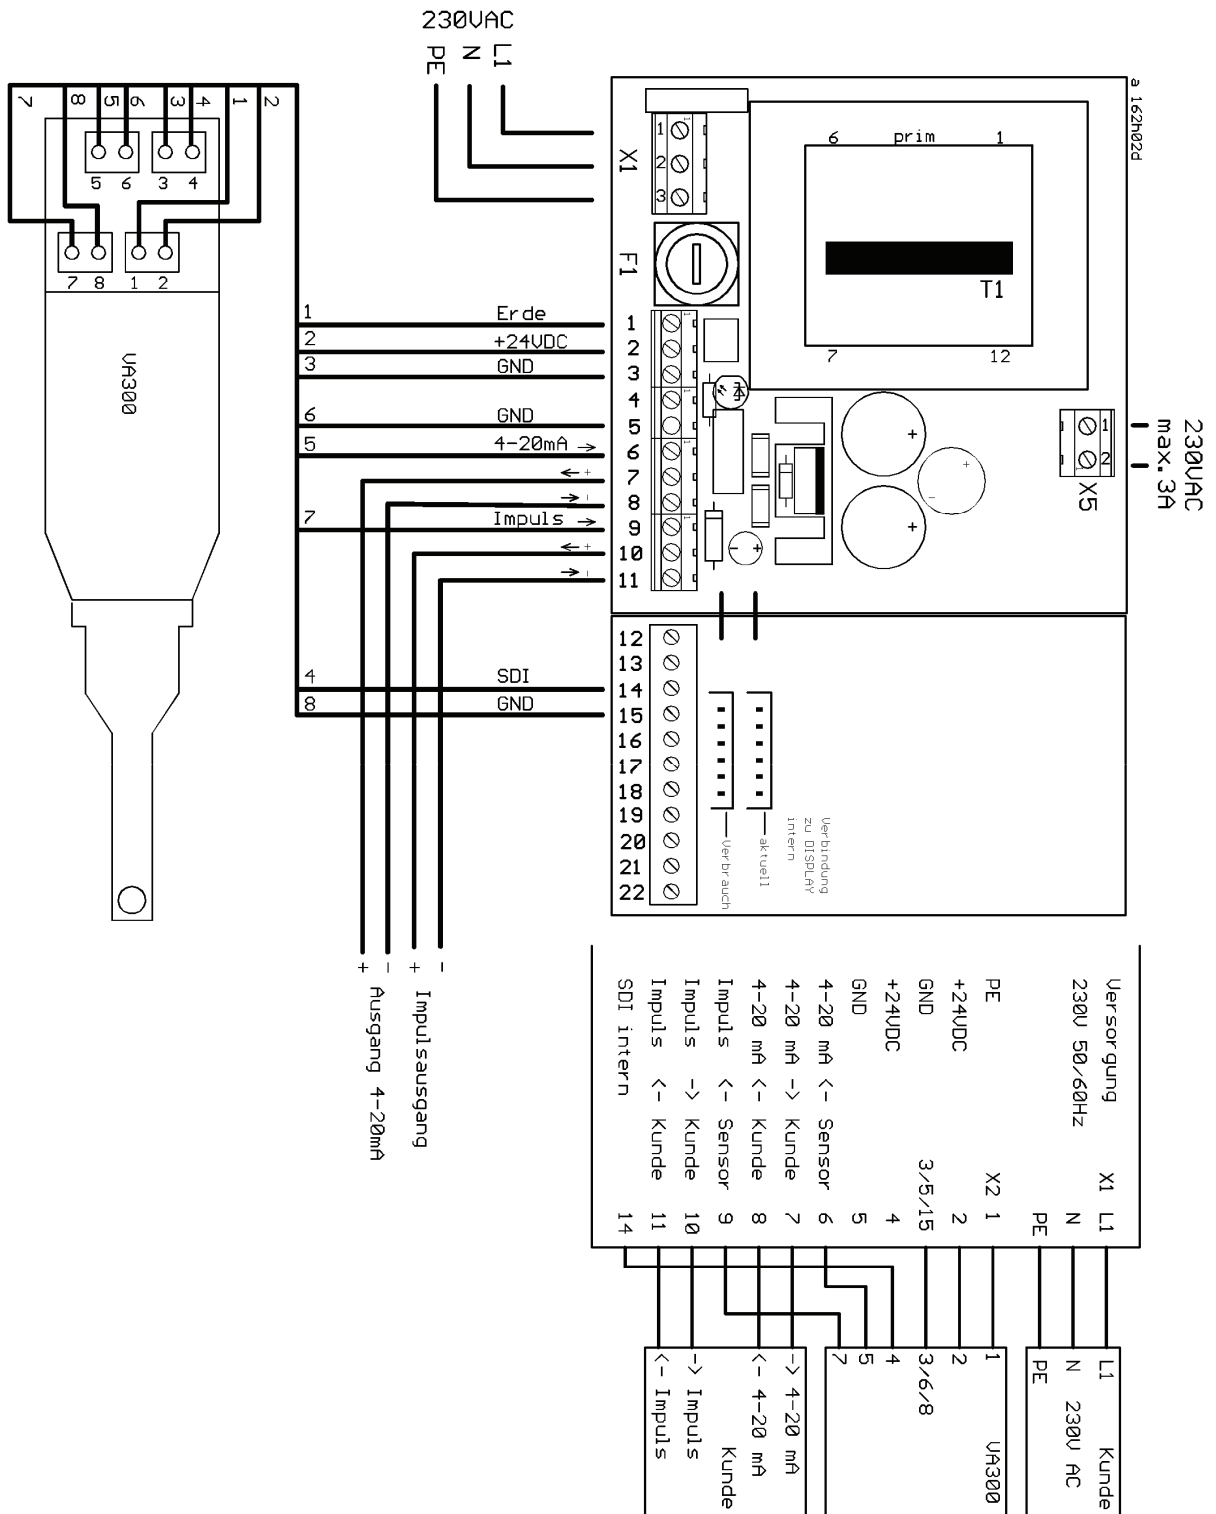 230VAC
PE
N
L1
7
8
5
6
3
4
1
2
5 6 3 4
7 8 1 2
VA300
a 162h02d
X1
1
2
3
6 prim 1
T1
7 12
F1
1 Erde
2 +24VDC
3 GND
6 GND
5 4-20mA →
← +
→ -
7 Impuls →
← +
→ -
4 SDI
8 GND
1
2
3
4
5
6
7
8
9
10
11
+
+
+
-
- +
1
2
X5
230VAC
max.3A
12
13
14
15
16
17
18
19
20
21
22
Verbindung
zu DISPLAY
intern
aktuell
Verbrauch
+ - + -
Ausgang 4-20mA
Impulsausgang
Versorgung X1 L1
230V 50/60Hz N
PE
PE X2 1
+24VDC 2
GND 3/5/15
+24VDC 4
GND 5
4-20 mA <- Sensor 6
4-20 mA -> Kunde 7
4-20 mA <- Kunde 8
Impuls <- Sensor 9
Impuls -> Kunde 10
Impuls <- Kunde 11
SDI intern 14
L1 Kunde
N 230V AC
PE
1 VA300
2
3/6/8
4
5
7
-> 4-20 mA
Kunde
<- 4-20 mA
-> Impuls
<- Impuls